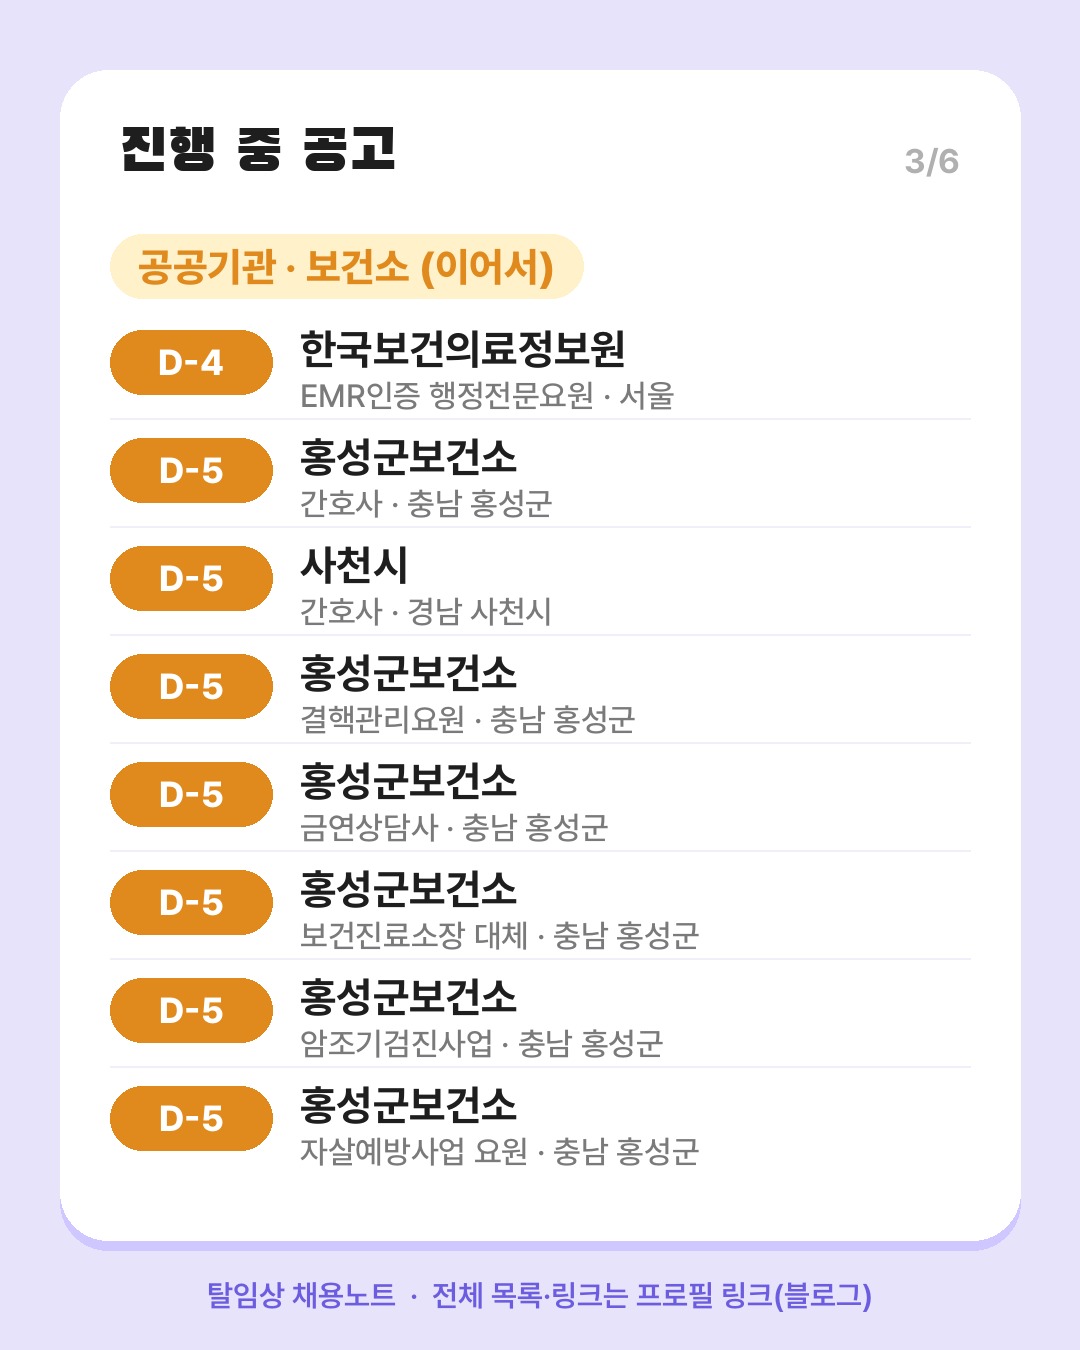 진행 중 공고
3/6
공공기관 · 보건소 (이어서)
D-4
한국보건의료정보원
EMR인증 행정전문요원 · 서울
D-5
홍성군보건소
간호사 · 충남 홍성군
D-5
사천시
간호사 · 경남 사천시
D-5
홍성군보건소
결핵관리요원 · 충남 홍성군
D-5
홍성군보건소
금연상담사 · 충남 홍성군
D-5
홍성군보건소
보건진료소장 대체 · 충남 홍성군
D-5
홍성군보건소
암조기검진사업 · 충남 홍성군
D-5
홍성군보건소
자살예방사업 요원 · 충남 홍성군
탈임상 채용노트 · 전체 목록·링크는 프로필 링크(블로그)